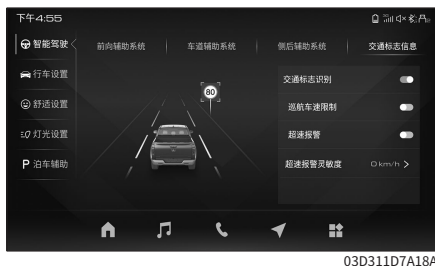 下午4:55
智能驾驶
前向辅助系统
车道辅助系统
侧后辅助系统
交通标志信息
行车设置
舒适设置
灯光设置
P 泊车辅助
80
交通标志识别
巡航车速限制
超速报警
超速报警灵敏度 0km/h >
03D311D7A18A